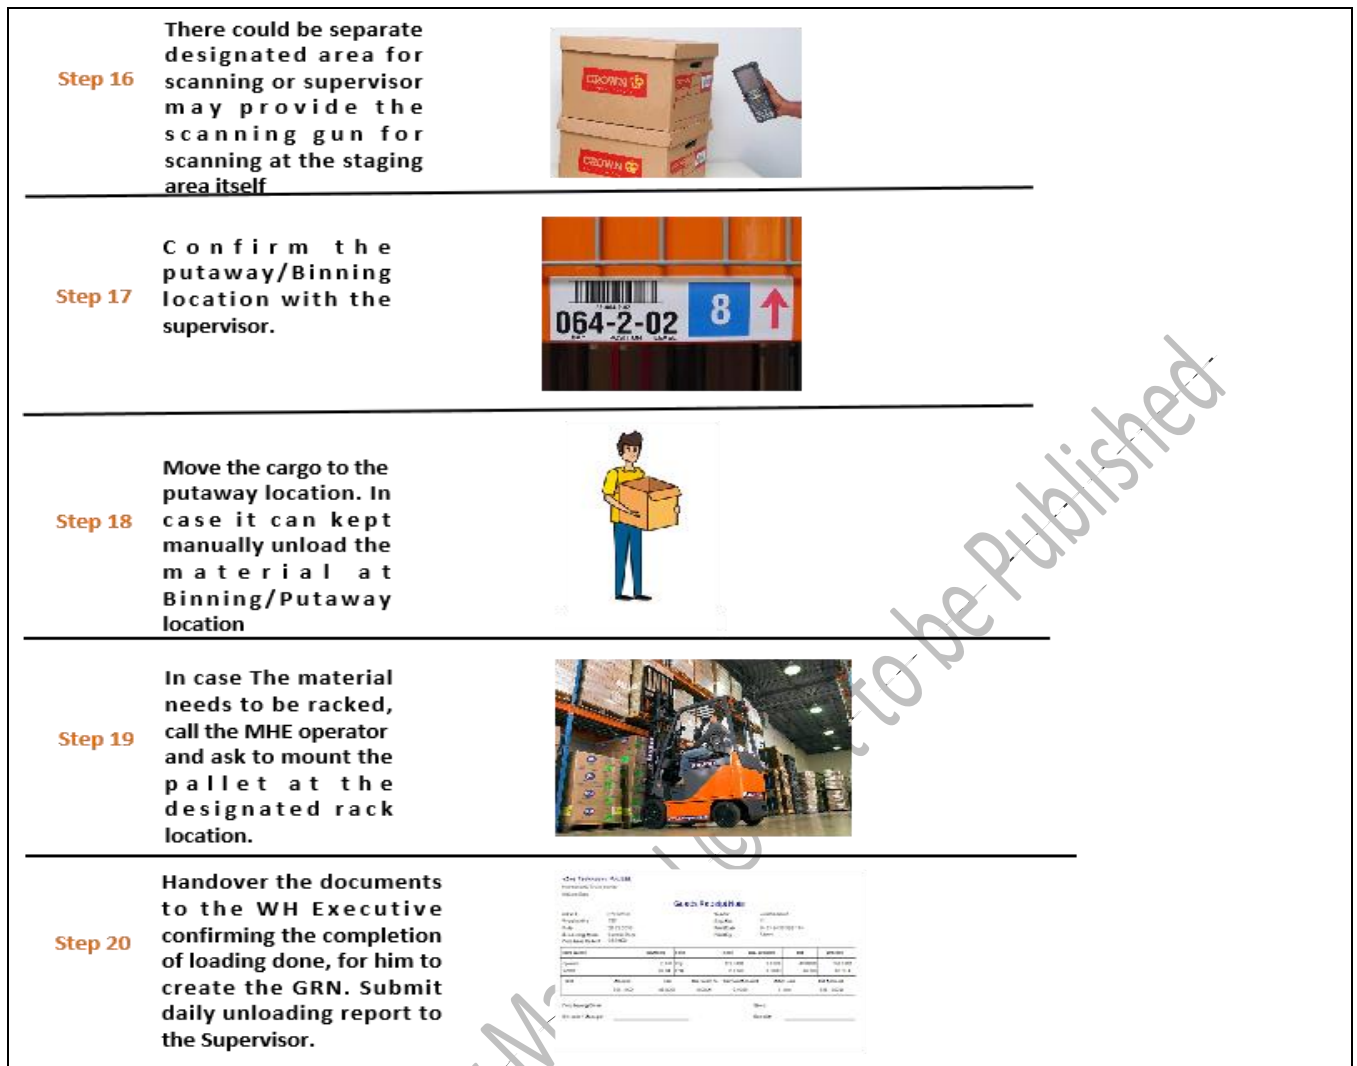 Step 16
There could be separate
designated area for
scanning or supervisor
may provide the
scanning gun for
scanning at the staging
area itself
CROWN
CROWN
Step 17
Confirm the
putaway/Binning
location with the
supervisor.
064-2-02
8
Step 18
Move the cargo to the
putaway location. In
case it can kept
manually unload the
material at
Binning/Putaway
location
Step 19
In case The material
needs to be racked,
call the MHE operator
and ask to mount the
pallet at the
designated rack
location.
Step 20
Handover the documents
to the WH Executive
confirming the completion
of loading done, for him to
create the GRN. Submit
daily unloading report to
the Supervisor.
to be Published